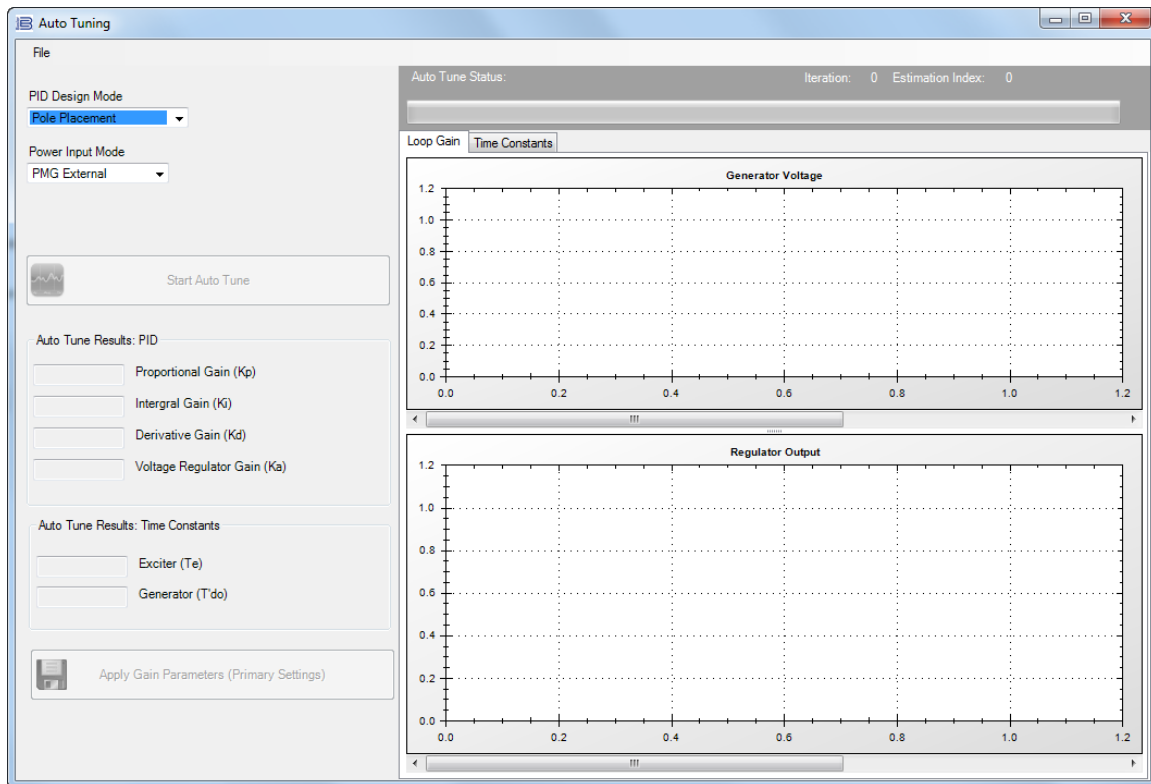 Auto Tuning
File
PID Design Mode
Pole Placement
Power Input Mode
PMG External
Start Auto Tune
Auto Tune Results: PID
Proportional Gain (Kp)
Intergral Gain (Ki)
Derivative Gain (Kd)
Voltage Regulator Gain (Ka)
Auto Tune Results: Time Constants
Exciter (Te)
Generator (T'do)
Apply Gain Parameters (Primary Settings)
Auto Tune Status:
Iteration: 0 Estimation Index: 0
Loop Gain
Time Constants
Generator Voltage
1.2
1.0
0.8
0.6
0.4
0.2
0.0
0.0 0.2 0.4 0.6 0.8 1.0 1.2
Regulator Output
1.2
1.0
0.8
0.6
0.4
0.2
0.0
0.0 0.2 0.4 0.6 0.8 1.0 1.2